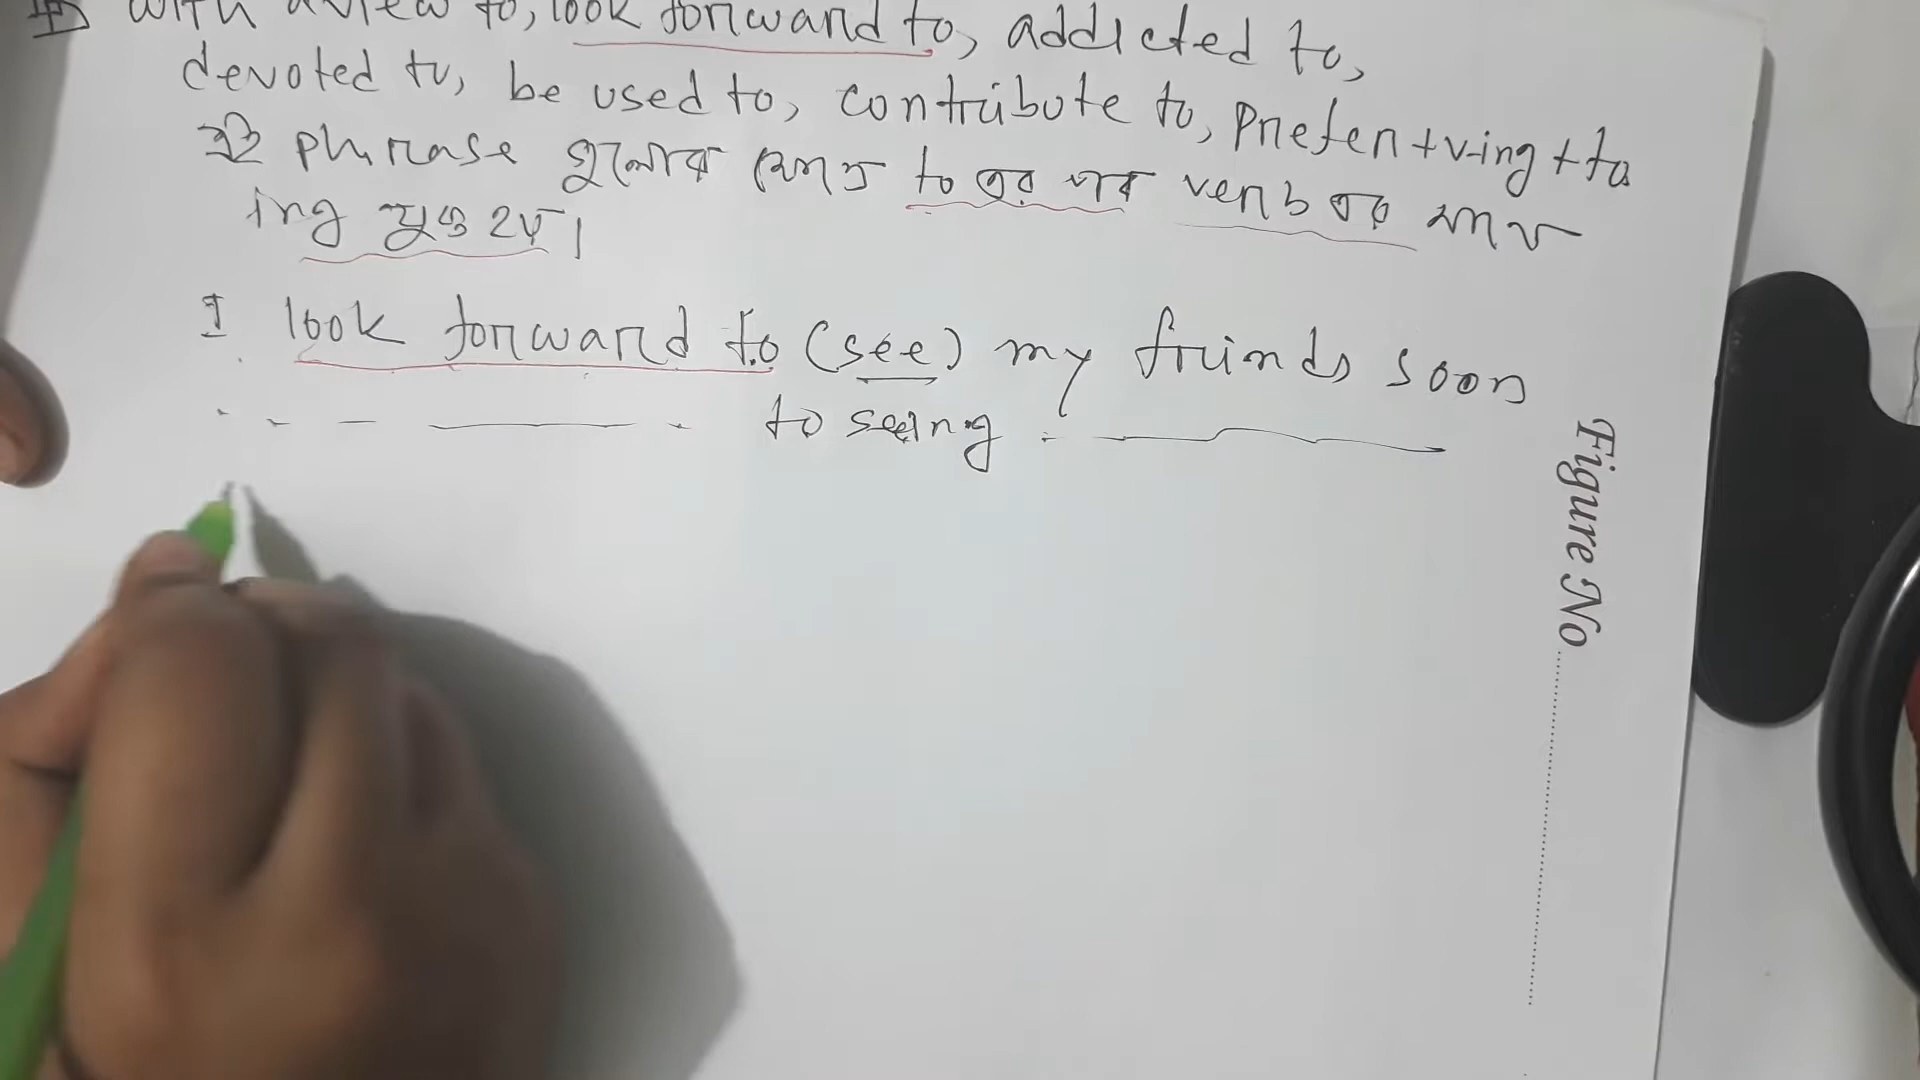 with a view to, look forward to, addicted to,
devoted to, be used to, contribute to, Prefer + v-ing + to
এই phrase গুলোর শেষে to এর পর verb এর সাথে
ing যুক্ত হয়।
I look forward to (see) my friends soon
to seeing
Figure No